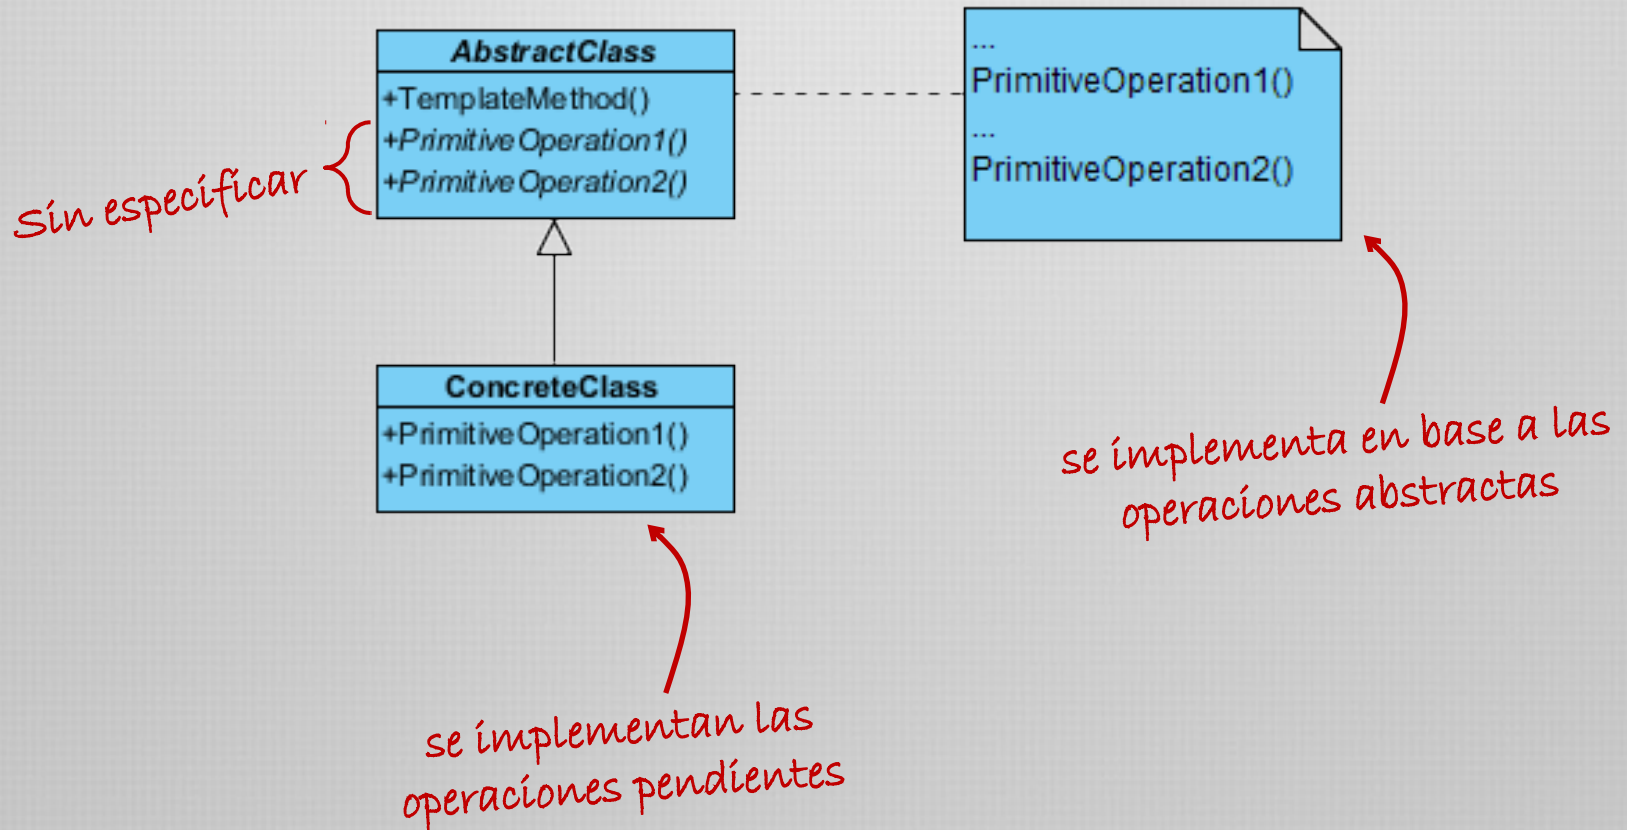 AbstractClass
+TemplateMethod()
+PrimitiveOperation1()
+PrimitiveOperation2()
...
PrimitiveOperation1()
...
PrimitiveOperation2()
Sin especificar
ConcreteClass
+PrimitiveOperation1()
+PrimitiveOperation2()
se implementa en base a las
operaciones abstractas
se implementan las
operaciones pendientes